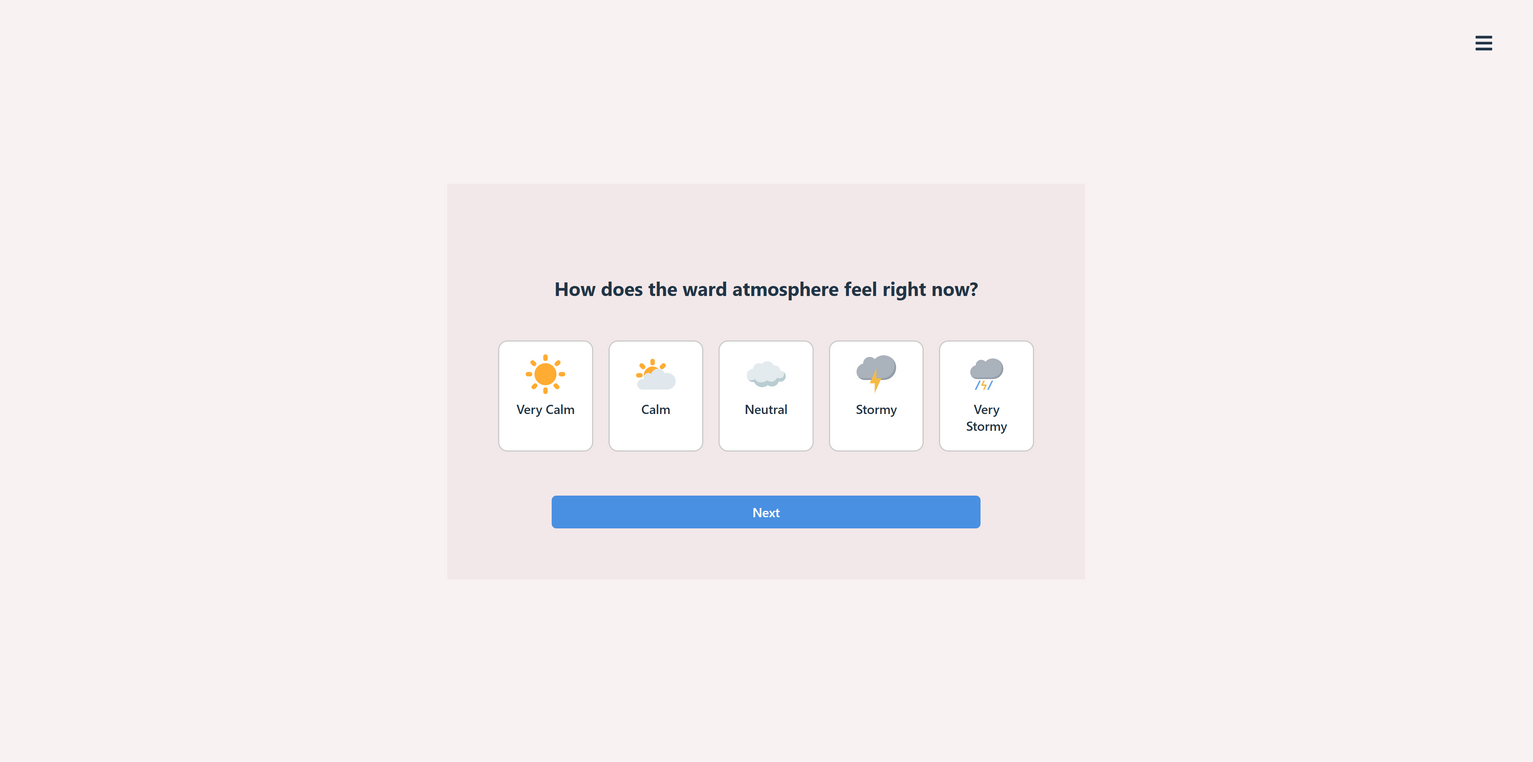 How does the ward atmosphere feel right now?
Very Calm
Calm
Neutral
Stormy
Very
Stormy
Next